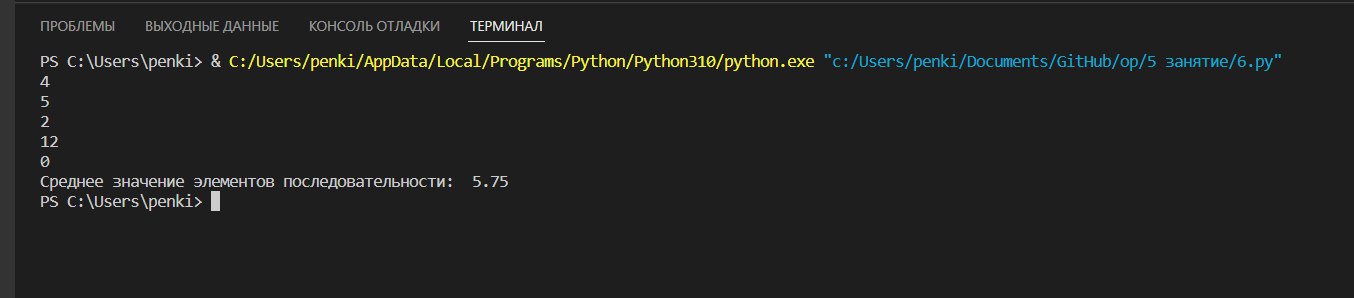 ПРОБЛЕМЫ ВЫХОДНЫЕ ДАННЫЕ КОНСОЛЬ ОТЛАДКИ ТЕРМИНАЛ
PS C:\Users\penki> & C:/Users/penki/AppData/Local/Programs/Python/Python310/python.exe "c:/Users/penki/Documents/GitHub/op/5 занятие/6.py"
4
5
2
12
0
Среднее значение элементов последовательности:  5.75
PS C:\Users\penki>